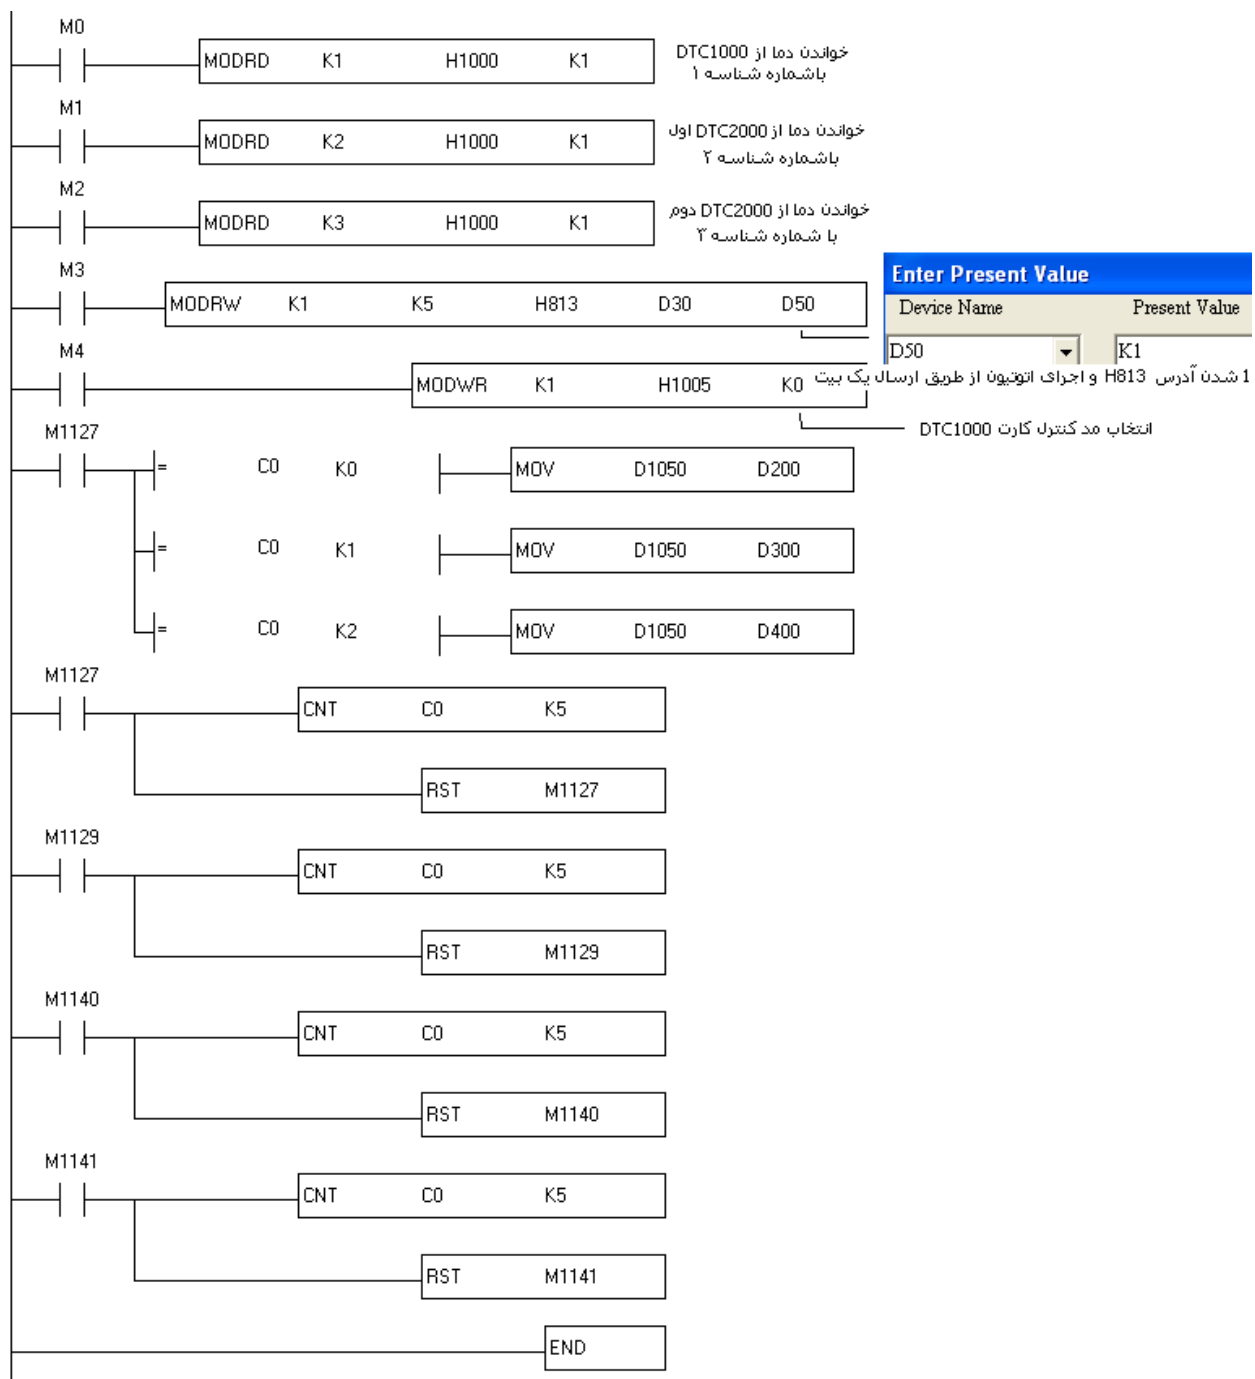 M0
MODRD K1 H1000 K1
خواندن دما از DTC1000
باشماره شناسه ۱
M1
MODRD K2 H1000 K1
خواندن دما از DTC2000 اول
باشماره شناسه ۲
M2
MODRD K3 H1000 K1
خواندن دما از DTC2000 دوم
با شماره شناسه ۳
M3
MODRW K1 K5 H813 D30 D50
Enter Present Value
Device Name Present Value
D50 K1
M4
MODWR K1 H1005 K0
1 شدن آدرس H813 و اجرای اتوتیون از طریق ارسال یک بیت
انتخاب مد کنترل کارت DTC1000
M1127
= C0 K0 MOV D1050 D200
= C0 K1 MOV D1050 D300
= C0 K2 MOV D1050 D400
M1127
CNT C0 K5
RST M1127
M1129
CNT C0 K5
RST M1129
M1140
CNT C0 K5
RST M1140
M1141
CNT C0 K5
RST M1141
END